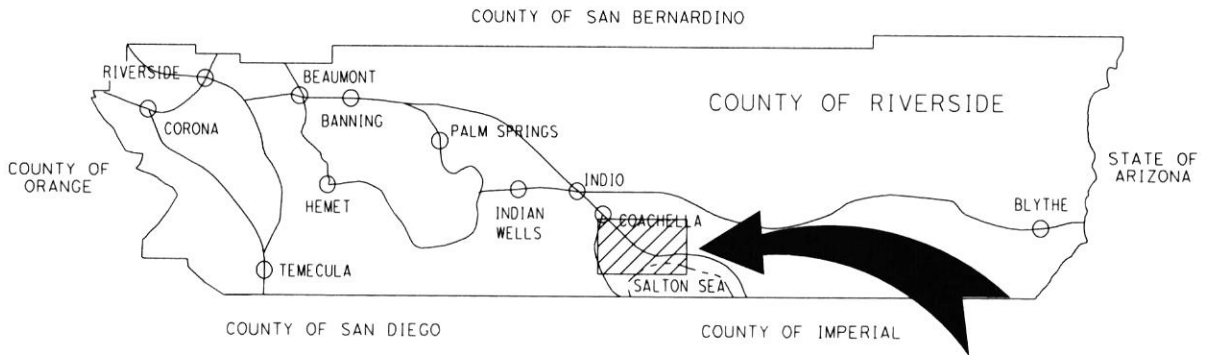 COUNTY OF SAN BERNARDINO
RIVERSIDE
BEAUMONT
COUNTY OF RIVERSIDE
BANNING
CORONA
PALM SPRINGS
COUNTY OF
ORANGE
STATE OF
ARIZONA
INDIO
HEMET
INDIAN
WELLS
COACHELLA
BLYTHE
TEMECULA
SALTON SEA
COUNTY OF SAN DIEGO
COUNTY OF IMPERIAL